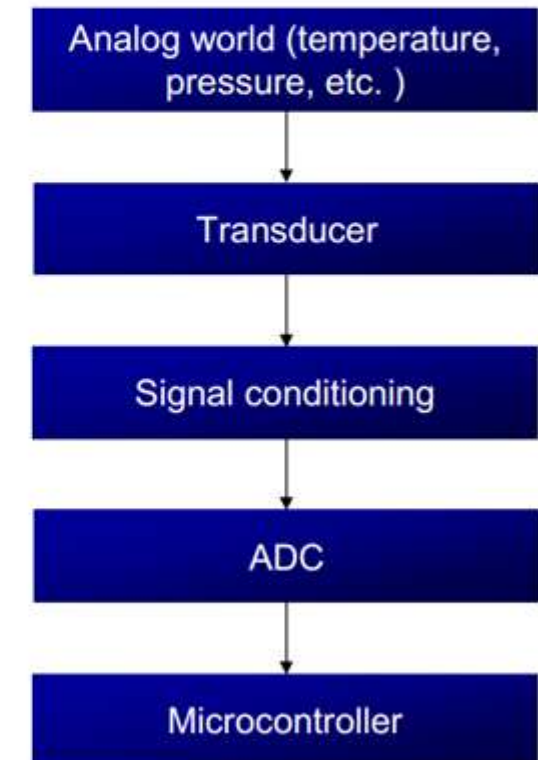 Analog world (temperature,
pressure, etc. )
Transducer
Signal conditioning
ADC
Microcontroller